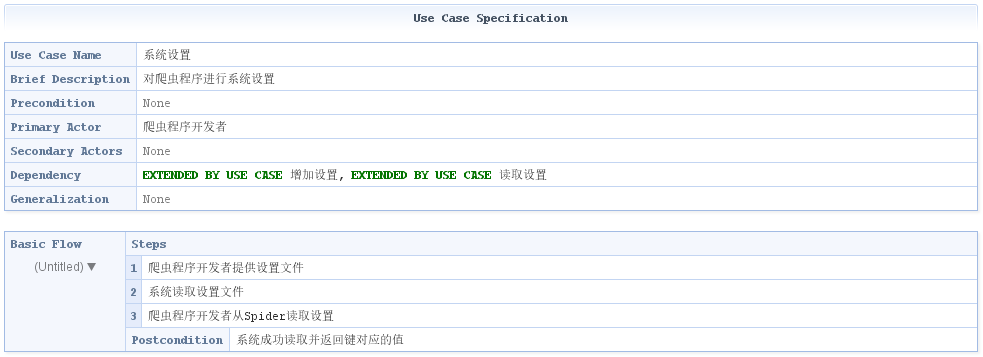 Use Case Specification
Use Case Name 系统设置
Brief Description 对爬虫程序进行系统设置
Precondition None
Primary Actor 爬虫程序开发者
Secondary Actors None
Dependency EXTENDED BY USE CASE 增加设置, EXTENDED BY USE CASE 读取设置
Generalization None
Basic Flow Steps
(Untitled) ▼
1 爬虫程序开发者提供设置文件
2 系统读取设置文件
3 爬虫程序开发者从Spider读取设置
Postcondition 系统成功读取并返回键对应的值